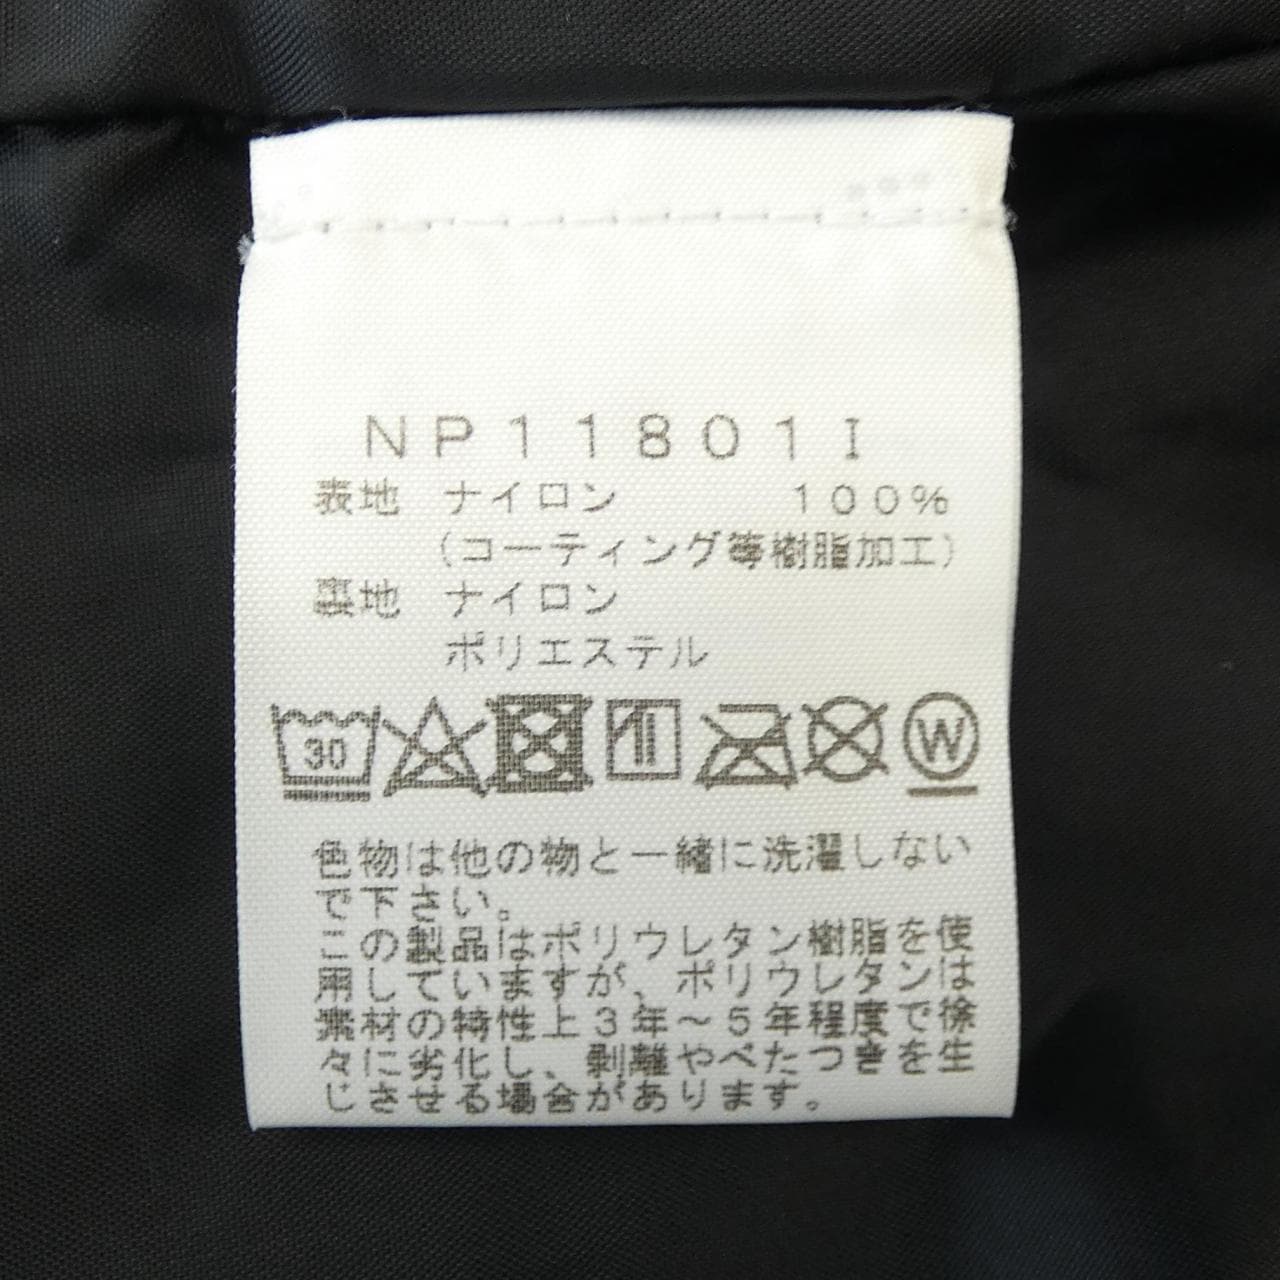 NP11801I
表地 ナイロン 100%
(コーティング等樹脂加工)
裏地 ナイロン
ポリエステル
30 W
色物は他の物と一緒に洗濯しない
で下さい。
この製品はポリウレタン樹脂を使
用していますが、ポリウレタンは
素材の特性上3年～5年程度で徐
々に劣化し、剥離やべたつきを生
じさせる場合があります。